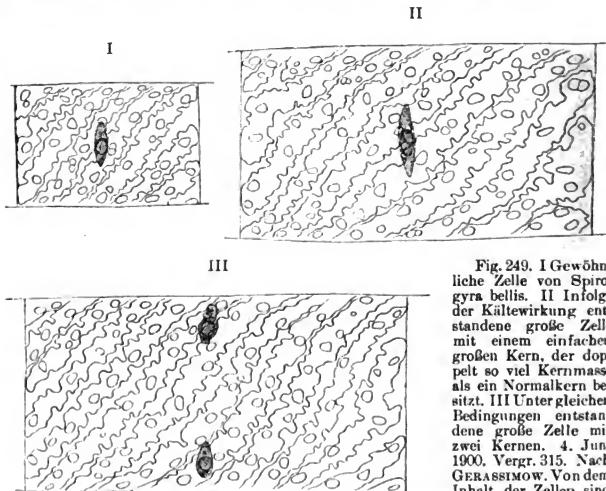 II
I
III
Fig. 249. I Gewöhn
liche Zelle von Spiro
gyra bellis. II Infolg
der Kältewirkung ent
standene große Zell
mit einem einfache
großen Kern, der dop
pelt so viel Kernmass
als ein Normalkern be
sitzt. III Unter gleiche
Bedingungen entstan
dene große Zelle mi
zwei Kernen. 4. Jun
1900. Vergr. 315. Nach
GERASSIMOW. Von dem
Inhalt der Zellen sind